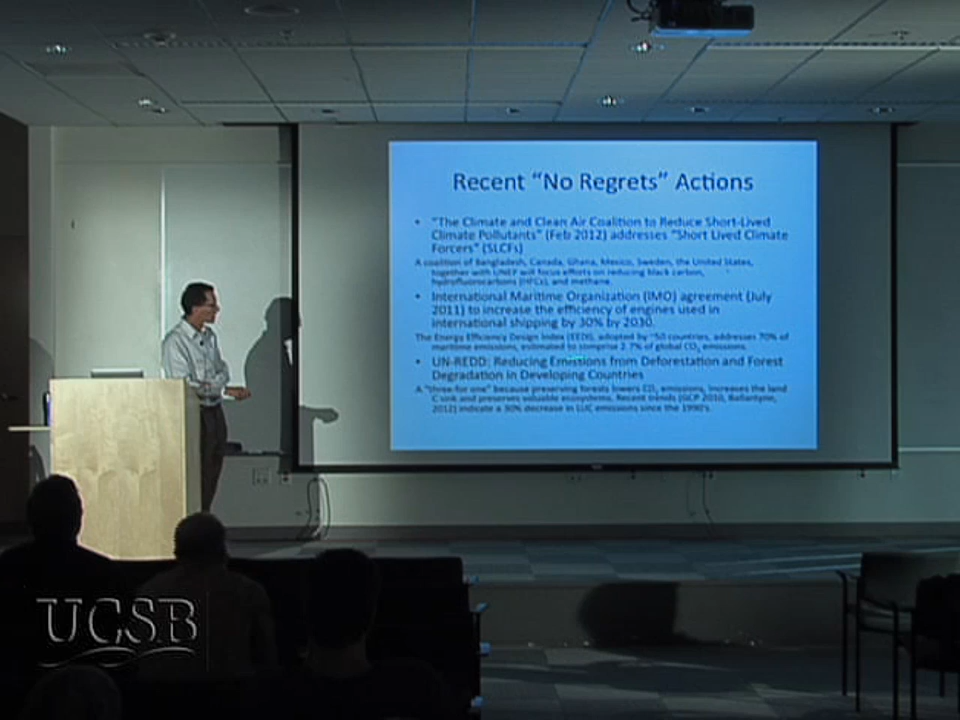 Recent “No Regrets” Actions
• “The Climate and Clean Air Coalition to Reduce Short-Lived
Climate Pollutants” (Feb 2012) addresses “Short Lived Climate
Forcers” (SLCFs)
A coalition of Bangladesh, Canada, Ghana, Mexico, Sweden, the United States,
together with UNEP will focus efforts on reducing black carbon,
hydrofluorocarbons (HFCs), and methane.
• International Maritime Organization (IMO) agreement (July
2011) to increase the efficiency of engines used in
international shipping by 30% by 2030.
The Energy Efficiency Design Index (EEDI), adopted by ~50 countries, addresses 70% of
maritime emissions, estimated to comprise 2.7% of global CO₂ emissions.
• UN-REDD: Reducing Emissions from Deforestation and Forest
Degradation in Developing Countries
A “three-for one” because preserving forests lowers CO₂ emissions, increases the land
C sink and preserves valuable ecosystems. Recent trends (GCP 2010, Ballantyne,
2012) indicate a 30% decrease in LUC emissions since the 1990’s.
UCSB